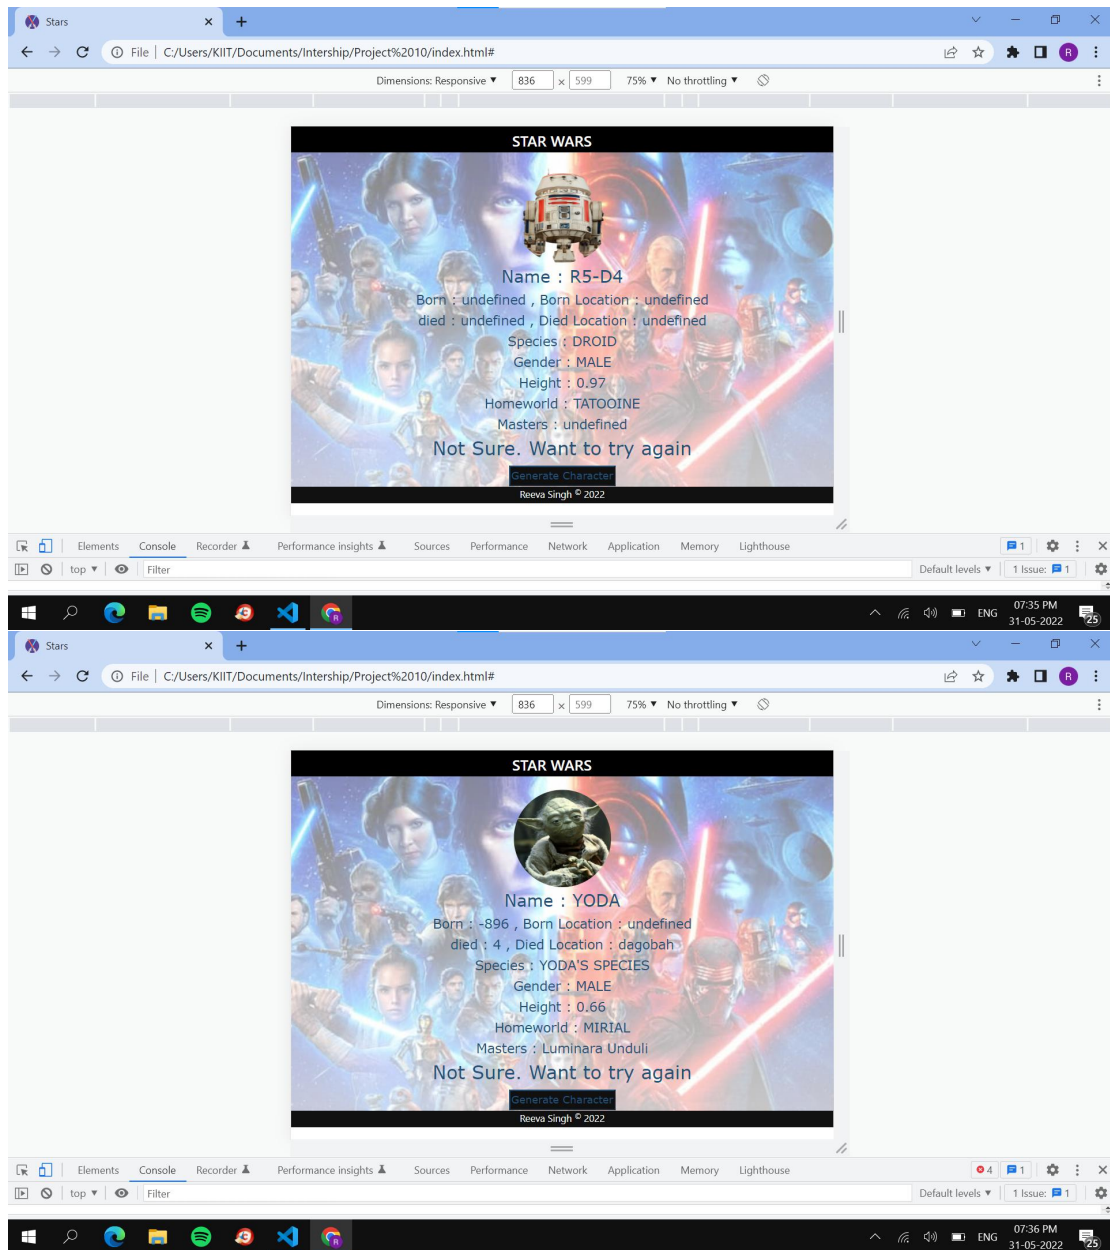 Stars
File | C:/Users/KIIT/Documents/Intership/Project%2010/index.html#
R
Dimensions: Responsive ▼ 836 × 599 75% ▼ No throttling ▼
STAR WARS
Name : R5-D4
Born : undefined , Born Location : undefined
died : undefined , Died Location : undefined
Species : DROID
Gender : MALE
Height : 0.97
Homeworld : TATOOINE
Masters : undefined
Not Sure. Want to try again
Generate Character
Reeva Singh © 2022
Elements Console Recorder Performance insights Sources Performance Network Application Memory Lighthouse 1
top ▼ Filter Default levels ▼ 1 Issue: 1
ENG 07:35 PM
31-05-2022 25
Stars
File | C:/Users/KIIT/Documents/Intership/Project%2010/index.html#
R
Dimensions: Responsive ▼ 836 × 599 75% ▼ No throttling ▼
STAR WARS
Name : YODA
Born : -896 , Born Location : undefined
died : 4 , Died Location : dagobah
Species : YODA'S SPECIES
Gender : MALE
Height : 0.66
Homeworld : MIRIAL
Masters : Luminara Unduli
Not Sure. Want to try again
Generate Character
Reeva Singh © 2022
Elements Console Recorder Performance insights Sources Performance Network Application Memory Lighthouse 4 1
top ▼ Filter Default levels ▼ 1 Issue: 1
ENG 07:36 PM
31-05-2022 25